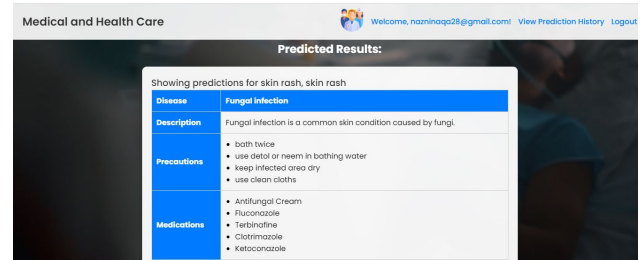 Medical and Health Care
Welcome, nazninaqa28@gmail.com! View Prediction History Logout
Predicted Results:
Showing predictions for skin rash, skin rash
Disease Fungal infection
Description Fungal infection is a common skin condition caused by fungi.
Precautions
• bath twice
• use detol or neem in bathing water
• keep infected area dry
• use clean cloths
Medications
• Antifungal Cream
• Fluconazole
• Terbinafine
• Clotrimazole
• Ketoconazole